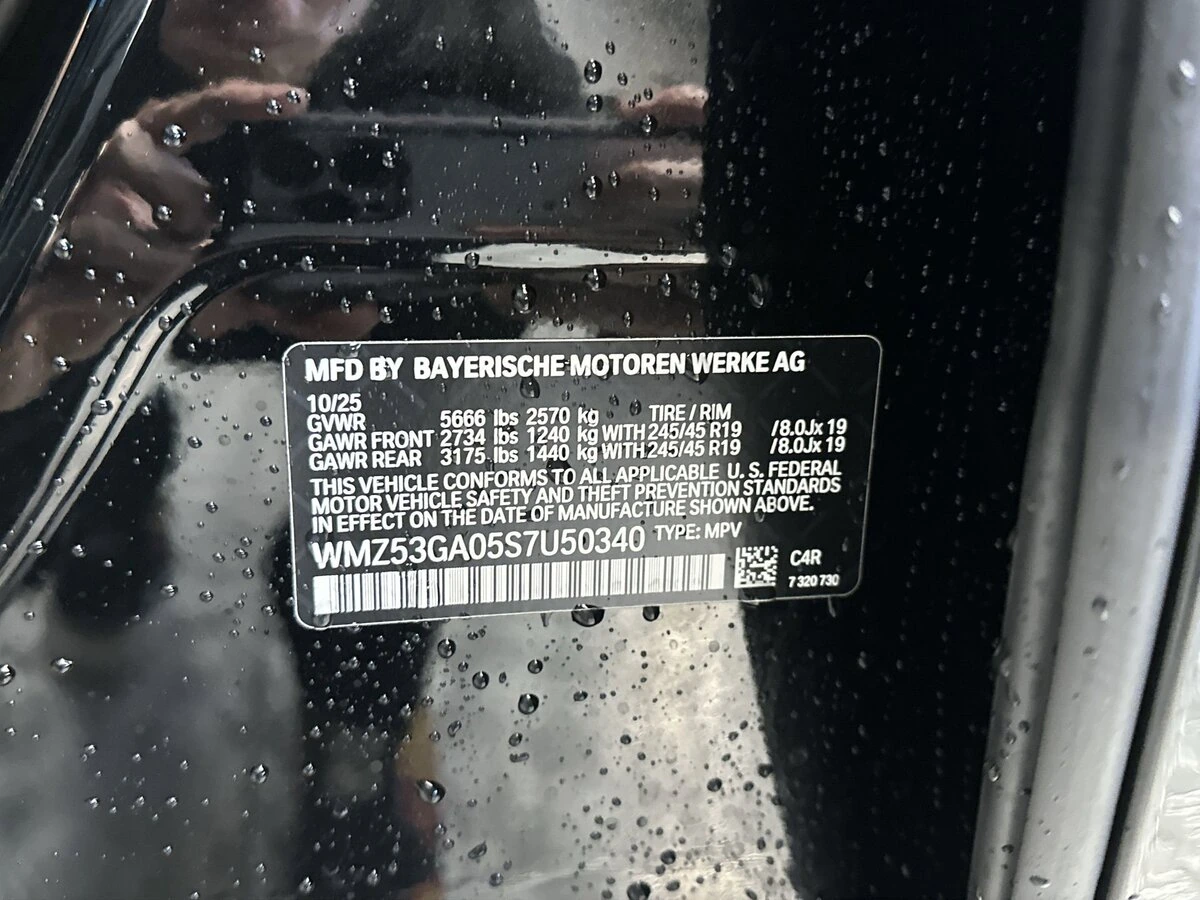 MFD BY BAYERISCHE MOTOREN WERKE AG
10/25
GVWR 5666 lbs 2570 kg TIRE / RIM
GAWR FRONT 2734 lbs 1240 kg WITH 245/45 R19 /8.0Jx 19
GAWR REAR 3175 lbs 1440 kg WITH 245/45 R19 /8.0Jx 19
THIS VEHICLE CONFORMS TO ALL APPLICABLE U. S. FEDERAL
MOTOR VEHICLE SAFETY AND THEFT PREVENTION STANDARDS
IN EFFECT ON THE DATE OF MANUFACTURE SHOWN ABOVE.
WMZ53GA05S7U50340 TYPE: MPV
C4R
7 320 730